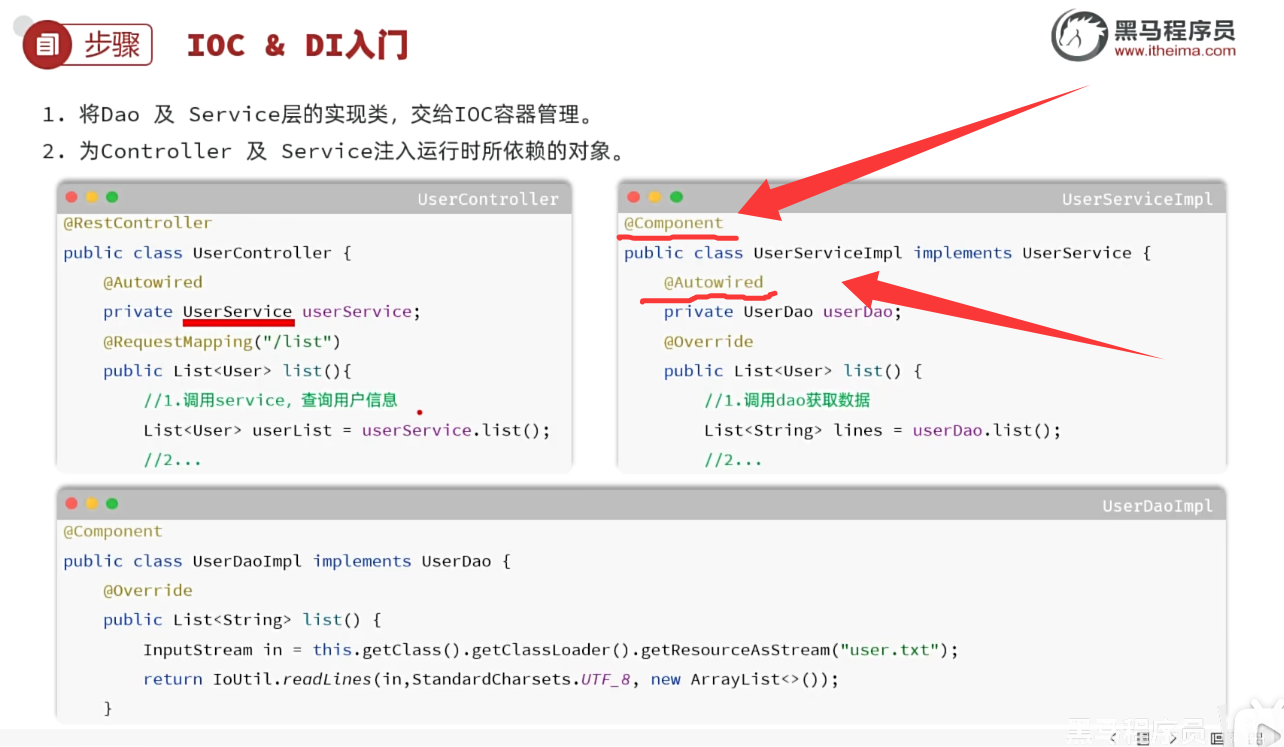 步骤
IOC & DI入门
黑马程序员
www.itheima.com
1. 将Dao 及 Service层的实现类，交给IOC容器管理。
2. 为Controller 及 Service注入运行时所依赖的对象。
UserController
@RestController
public class UserController {
@Autowired
private UserService userService;
@RequestMapping("/list")
public List<User> list(){
//1.调用service，查询用户信息
List<User> userList = userService.list();
//2...
UserServiceImpl
@Component
public class UserServiceImpl implements UserService {
@Autowired
private UserDao userDao;
@Override
public List<User> list() {
//1.调用dao获取数据
List<String> lines = userDao.list();
//2...
UserDaoImpl
@Component
public class UserDaoImpl implements UserDao {
@Override
public List<String> list() {
InputStream in = this.getClass().getClassLoader().getResourceAsStream("user.txt");
return IoUtil.readLines(in,StandardCharsets.UTF_8, new ArrayList<>());
}
黑马程序员